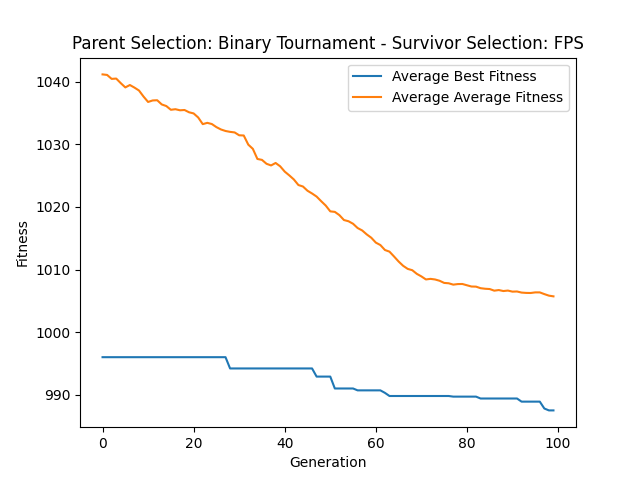 Parent Selection: Binary Tournament - Survivor Selection: FPS
Average Best Fitness
Average Average Fitness
Fitness
1040
1030
1020
1010
1000
990
0 20 40 60 80 100
Generation